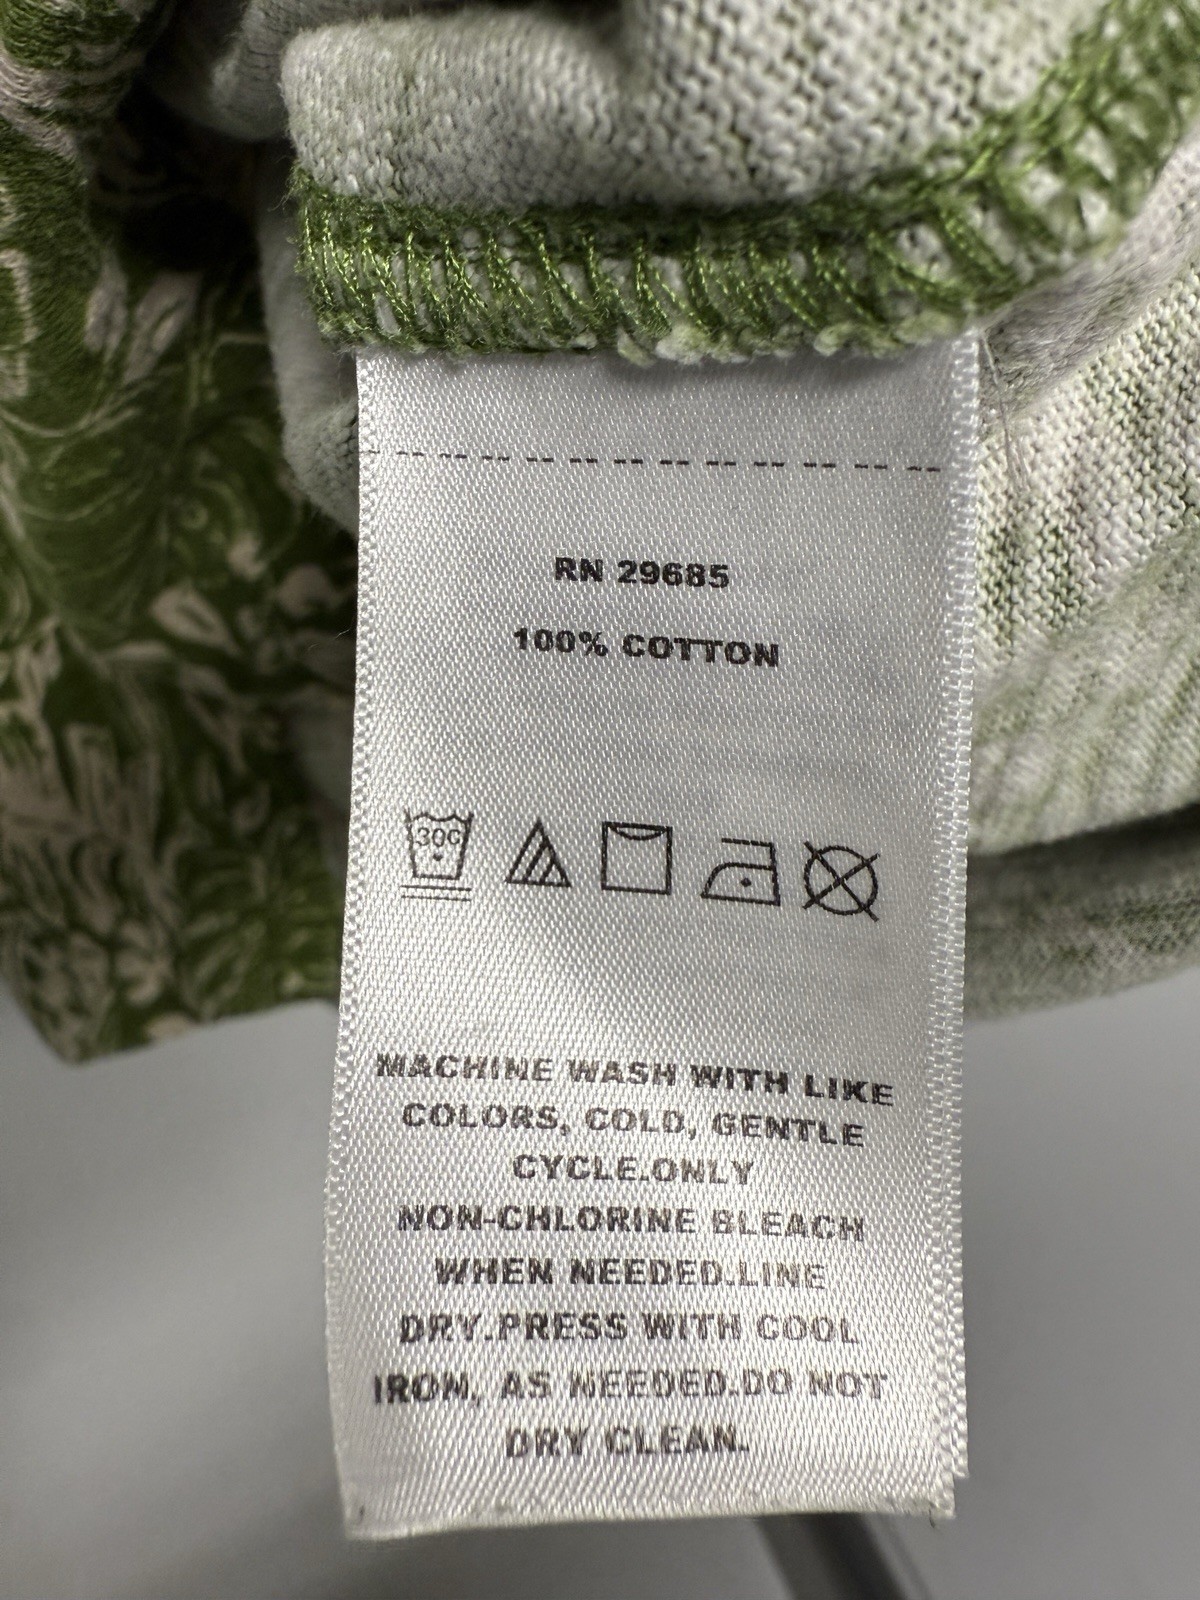 RN 29685
100% COTTON
30C
MACHINE WASH WITH LIKE
COLORS, COLD, GENTLE
CYCLE.ONLY
NON-CHLORINE BLEACH
WHEN NEEDED.LINE
DRY.PRESS WITH COOL
IRON, AS NEEDED.DO NOT
DRY CLEAN.